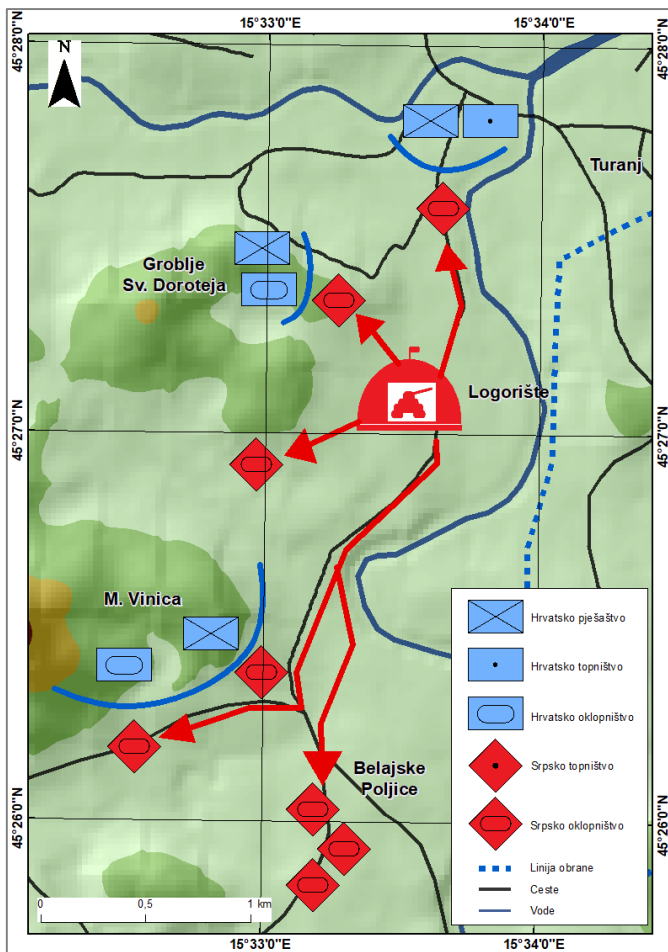 15°33'0"E
15°34'0"E
45°28'0"N
45°28'0"N
N
Turanj
Groblje
Sv. Doroteja
Logorište
45°27'0"N
45°27'0"N
M. Vinica
Hrvatsko pješaštvo
Hrvatsko topništvo
Hrvatsko oklopništvo
Srpsko topništvo
Belajske
Poljice
Srpsko oklopništvo
45°26'0"N
45°26'0"N
Linija obrane
Ceste
Vode
0 0,5 1 km
15°33'0"E
15°34'0"E